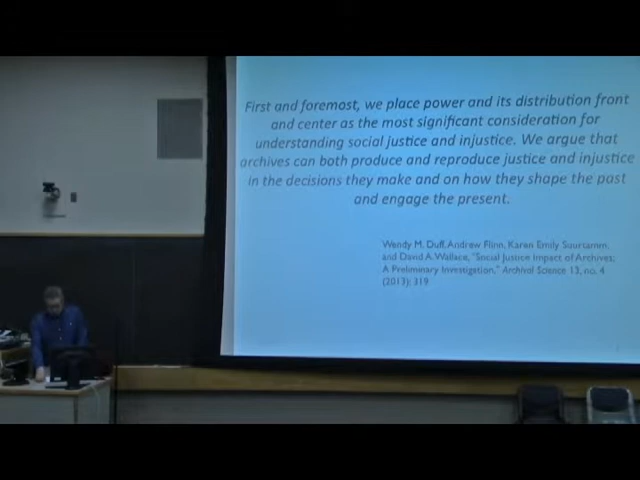 First and foremost, we place power and its distribution front
and center as the most significant consideration for
understanding social justice and injustice. We argue that
archives can both produce and reproduce justice and injustice
in the decisions they make and on how they shape the past
and engage the present.
Wendy M. Duff, Andrew Flinn, Karen Emily Suurtamm,
and David A. Wallace, "Social Justice Impact of Archives:
A Preliminary Investigation," Archival Science 13, no. 4
(2013): 319